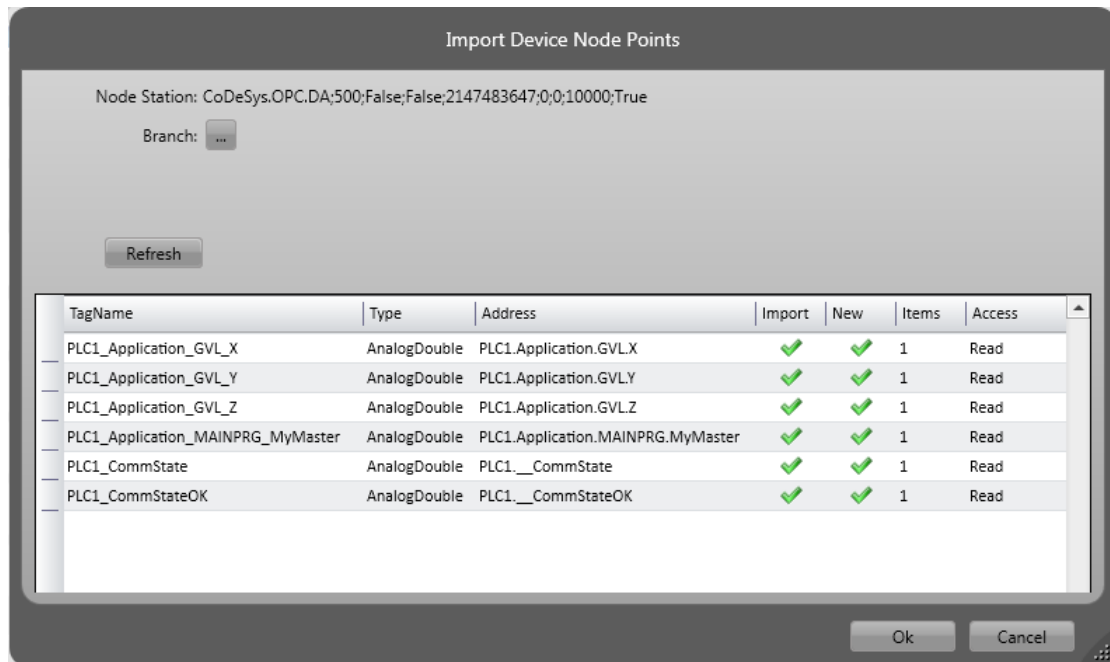 Import Device Node Points
Node Station: CoDeSys.OPC.DA;500;False;False;2147483647;0;0;10000;True
Branch: ...
Refresh
TagName Type Address Import New Items Access
PLC1_Application_GVL_X AnalogDouble PLC1.Application.GVL.X 1 Read
PLC1_Application_GVL_Y AnalogDouble PLC1.Application.GVL.Y 1 Read
PLC1_Application_GVL_Z AnalogDouble PLC1.Application.GVL.Z 1 Read
PLC1_Application_MAINPRG_MyMaster AnalogDouble PLC1.Application.MAINPRG.MyMaster 1 Read
PLC1_CommState AnalogDouble PLC1.__CommState 1 Read
PLC1_CommStateOK AnalogDouble PLC1.__CommStateOK 1 Read
Ok Cancel